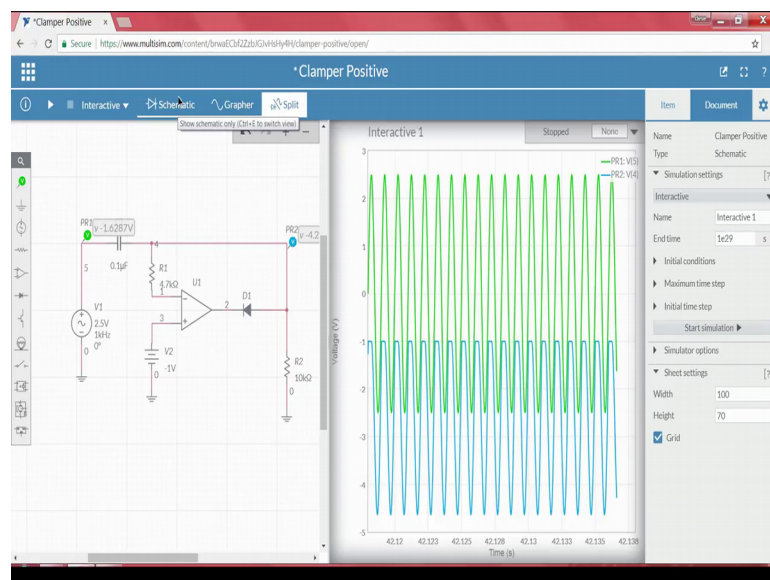 *Clamper Positive
Secure | https://www.multisim.com/content/brwaECbf2ZzbJGJvHsHy4H/clamper-positive/open/
*Clamper Positive
Interactive
Schematic
Grapher
Split
Item
Document
Show schematic only (Ctrl+E to switch view)
Interactive 1
Stopped
None
Name
Clamper Positive
Type
Schematic
Simulation settings
[?
Interactive
Name
Interactive 1
End time
1e29
s
Initial conditions
Maximum time step
Initial time step
Start simulation
Simulator options
Sheet settings
[?
Width
100
Height
70
Grid
PR1
v -1.6287V
PR2
v -4.2
4
5
0.1µF
R1
4.7kΩ
1
U1
2
D1
3
V1
2.5V
1kHz
0°
0
V2
-1V
0
R2
10kΩ
0
PR1: V(5)
PR2: V(4)
3
2
1
0
-1
-2
-3
-4
-5
Voltage (V)
42.12
42.123
42.125
42.128
42.13
42.133
42.135
42.138
Time (s)